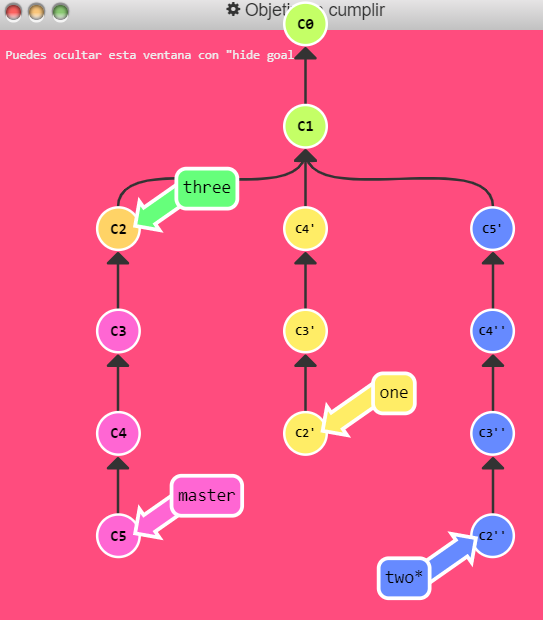 Objeti cumplir
C0
Puedes ocultar esta ventana con "hide goal
C1
three
C2 C4' C5'
C3 C3' C4''
one
C4 C2' C3''
master
C5 C2''
two*